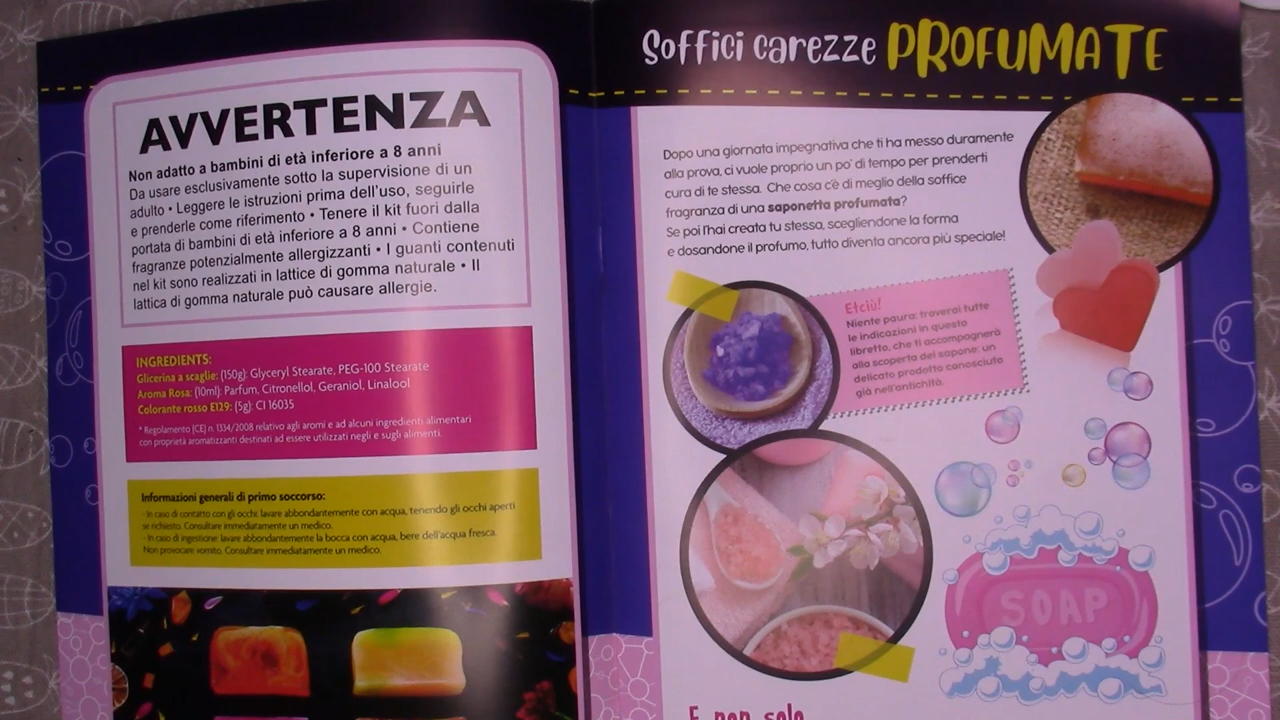 AVVERTENZA
Non adatto a bambini di età inferiore a 8 anni
Da usare esclusivamente sotto la supervisione di un
adulto • Leggere le istruzioni prima dell'uso, seguirle
e prenderle come riferimento • Tenere il kit fuori dalla
portata di bambini di età inferiore a 8 anni • Contiene
fragranze potenzialmente allergizzanti • I guanti contenuti
nel kit sono realizzati in lattice di gomma naturale • Il
lattice di gomma naturale può causare allergie.
INGREDIENTS:
Glicerina a scaglie: (150g): Glyceryl Stearate, PEG-100 Stearate
Aroma Rosa: (10ml): Parfum, Citronellol, Geraniol, Linalool
Colorante rosso E129: (5g): CI 16035
* Regolamento [CE] n. 1334/2008 relativo agli aromi e ad alcuni ingredienti alimentari
con proprietà aromatizzanti destinati ad essere utilizzati negli e sugli alimenti.
Informazioni generali di primo soccorso:
- In caso di contatto con gli occhi: lavare abbondantemente con acqua, tenendo gli occhi aperti
se richiesto. Consultare immediatamente un medico.
- In caso di ingestione: lavare abbondantemente la bocca con acqua, bere dell'acqua fresca.
Non provocare vomito. Consultare immediatamente un medico.
Soffici carezze PROFUMATE
Dopo una giornata impegnativa che ti ha messo duramente
alla prova, ci vuole proprio un po' di tempo per prenderti
cura di te stessa. Che cosa c'è di meglio della soffice
fragranza di una saponetta profumata?
Se poi l'hai creata tu stessa, scegliendone la forma
e dosandone il profumo, tutto diventa ancora più speciale!
Etciù!
Niente paura: troverai tutte
le indicazioni in questo
libretto, che ti accompagnerà
alla scoperta del sapone: un
delicato prodotto conosciuto
già nell'antichità.
SOAP
E non solo